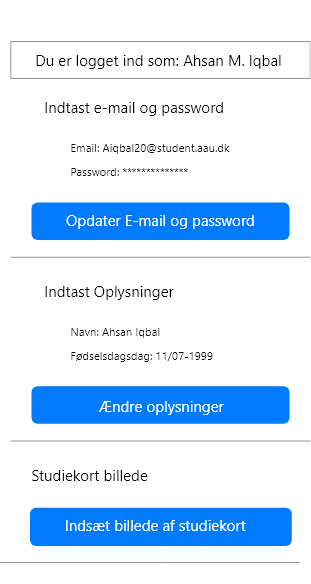 Du er logget ind som: Ahsan M. Iqbal
Indtast e-mail og password
Email: Aiqbal20@student.aau.dk
Password: **************
Opdater E-mail og password
Indtast Oplysninger
Navn: Ahsan Iqbal
Fødselsdagsdag: 11/07-1999
Ændre oplysninger
Studiekort billede
Indsæt billede af studiekort